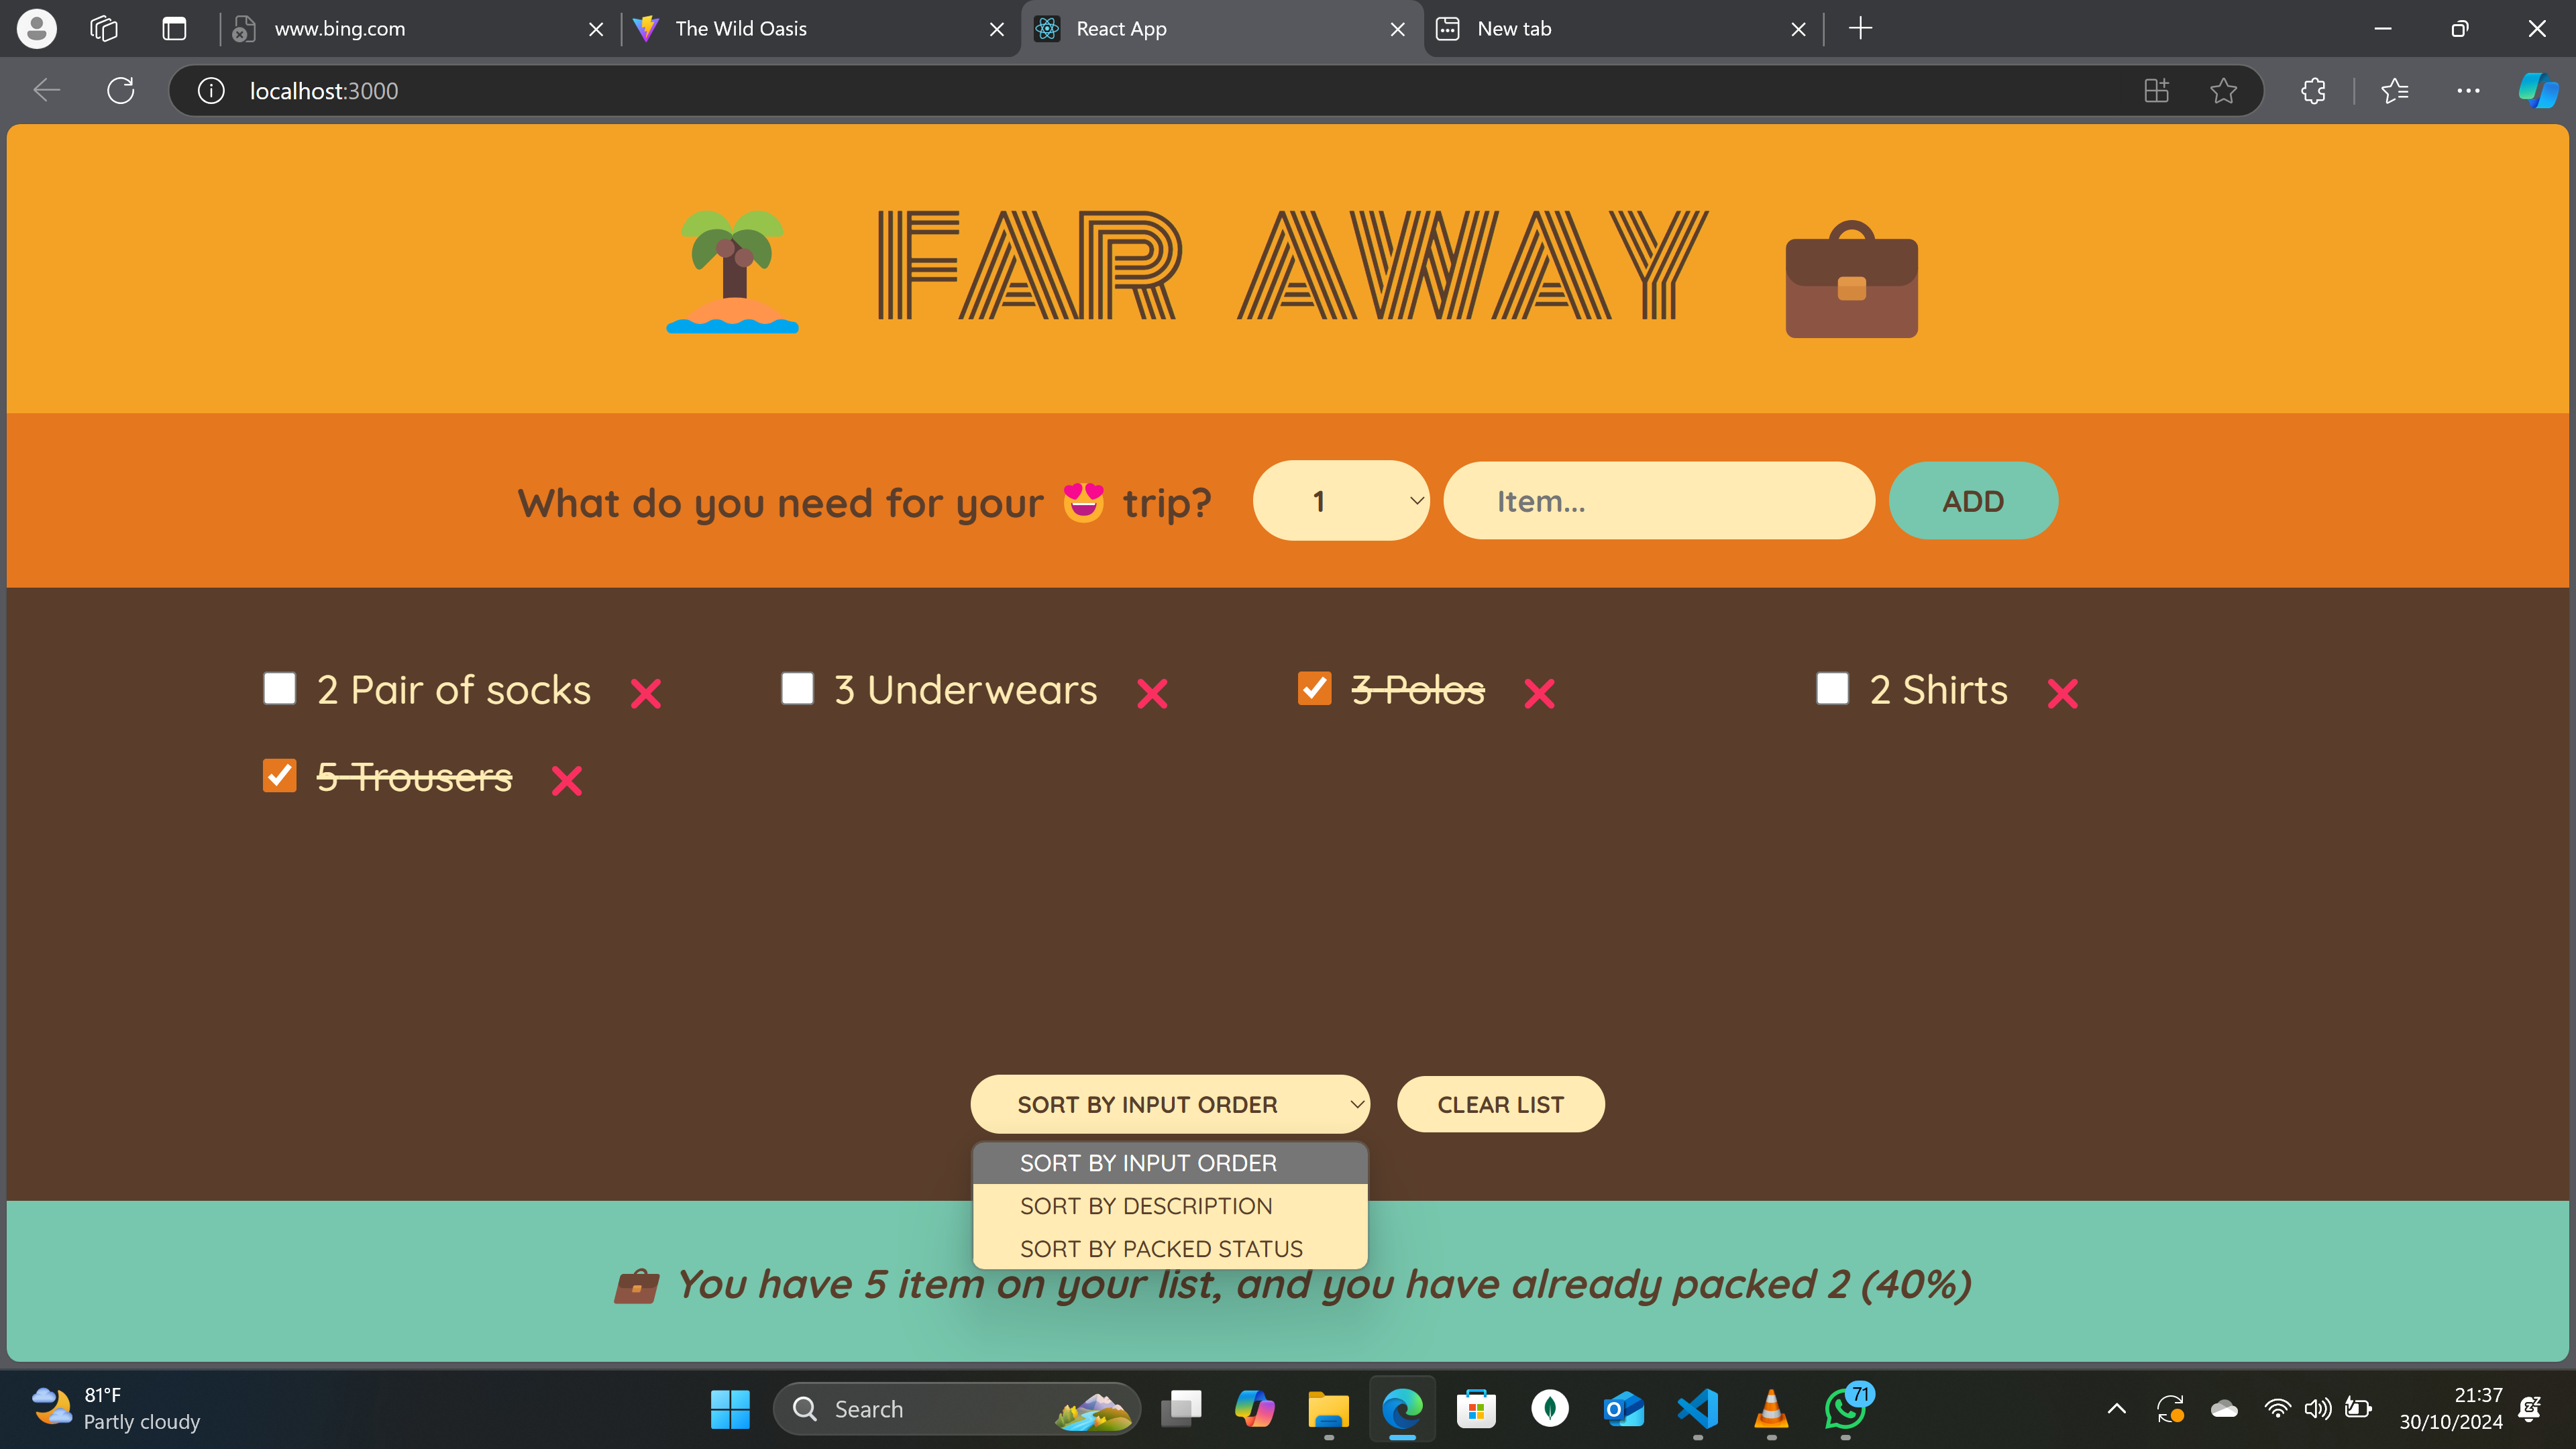 www.bing.com
The Wild Oasis
React App
New tab
localhost:3000
FAR AWAY
What do you need for your 😍 trip?
1
Item...
ADD
2 Pair of socks
3 Underwears
3 Polos
2 Shirts
5 Trousers
SORT BY INPUT ORDER
CLEAR LIST
SORT BY INPUT ORDER
SORT BY DESCRIPTION
SORT BY PACKED STATUS
You have 5 item on your list, and you have already packed 2 (40%)
81°F
Partly cloudy
Search
71
21:37
30/10/2024